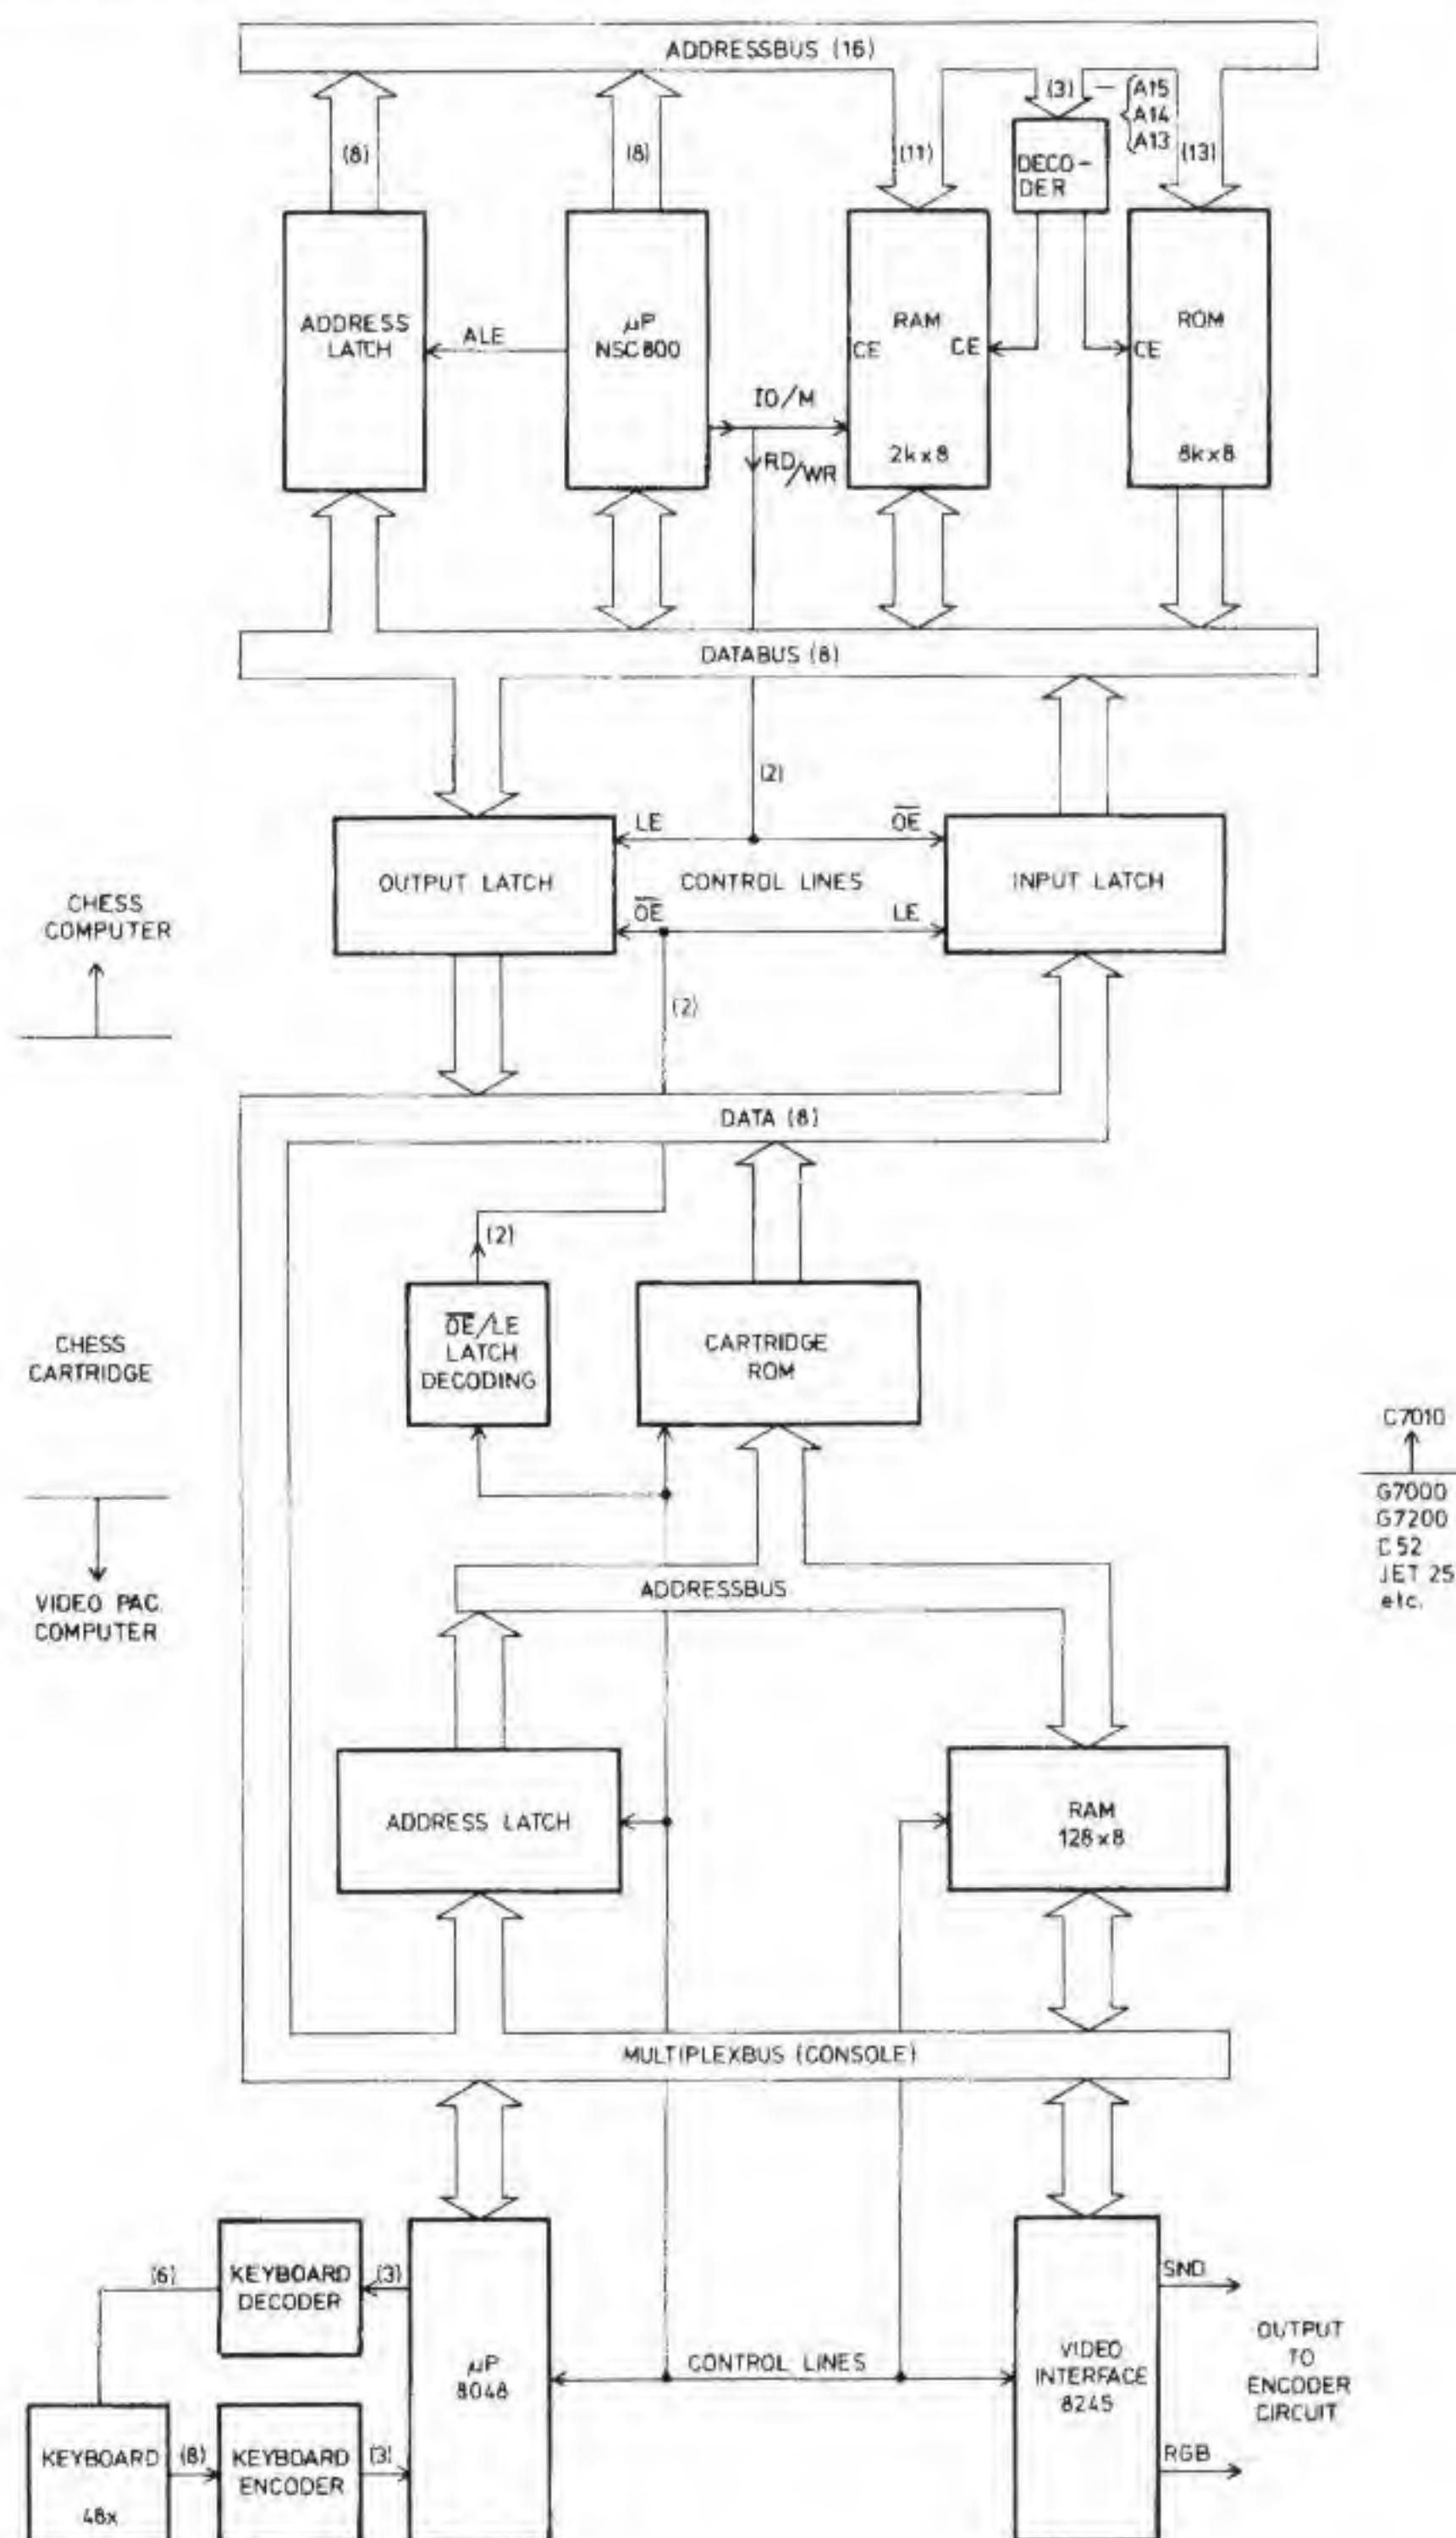 ADDRESSBUS (16)
(8)
(8)
(11)
(3)
A15
A14
A13
(13)
DECO-
DER
ADDRESS
LATCH
ALE
µP
NSC800
RAM
CE
CE
2k x 8
ROM
CE
8k x 8
IO/M
RD/WR
DATABUS (8)
(2)
OUTPUT LATCH
LE
OE
CONTROL LINES
OE
LE
INPUT LATCH
CHESS
COMPUTER
(2)
DATA (8)
(2)
OE/LE
LATCH
DECODING
CARTRIDGE
ROM
CHESS
CARTRIDGE
C7010
G7000
G7200
C 52
JET 25
etc.
VIDEO PAC
COMPUTER
ADDRESSBUS
ADDRESS LATCH
RAM
128 x 8
MULTIPLEXBUS (CONSOLE)
(6)
KEYBOARD
DECODER
(3)
µP
8048
CONTROL LINES
VIDEO
INTERFACE
8245
SND
OUTPUT
TO
ENCODER
CIRCUIT
RGB
KEYBOARD
48x
(8)
KEYBOARD
ENCODER
(3)